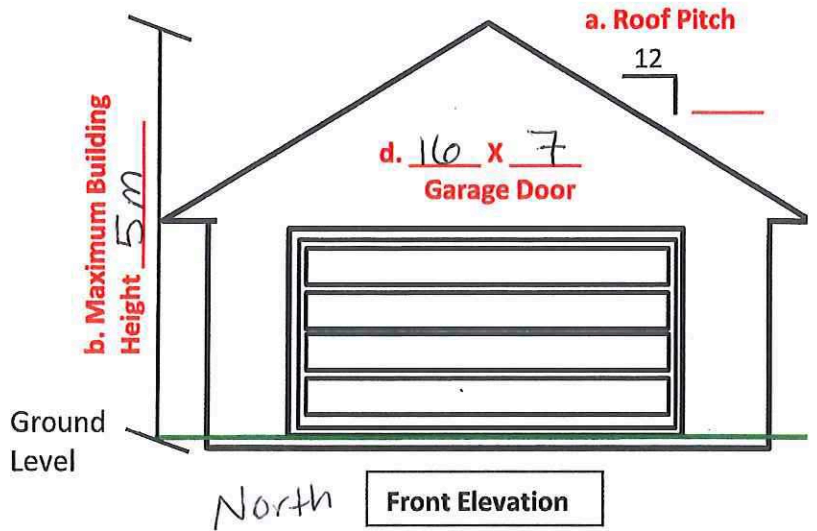 a. Roof Pitch
12
b. Maximum Building
Height 5m
d. 16 X 7
Garage Door
Ground
Level
North
Front Elevation